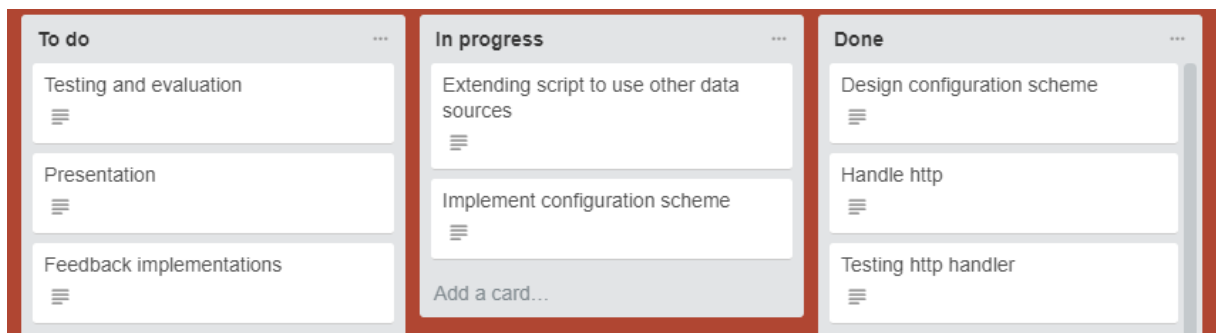 To do
Testing and evaluation
Presentation
Feedback implementations
In progress
Extending script to use other data
sources
Implement configuration scheme
Add a card...
Done
Design configuration scheme
Handle http
Testing http handler